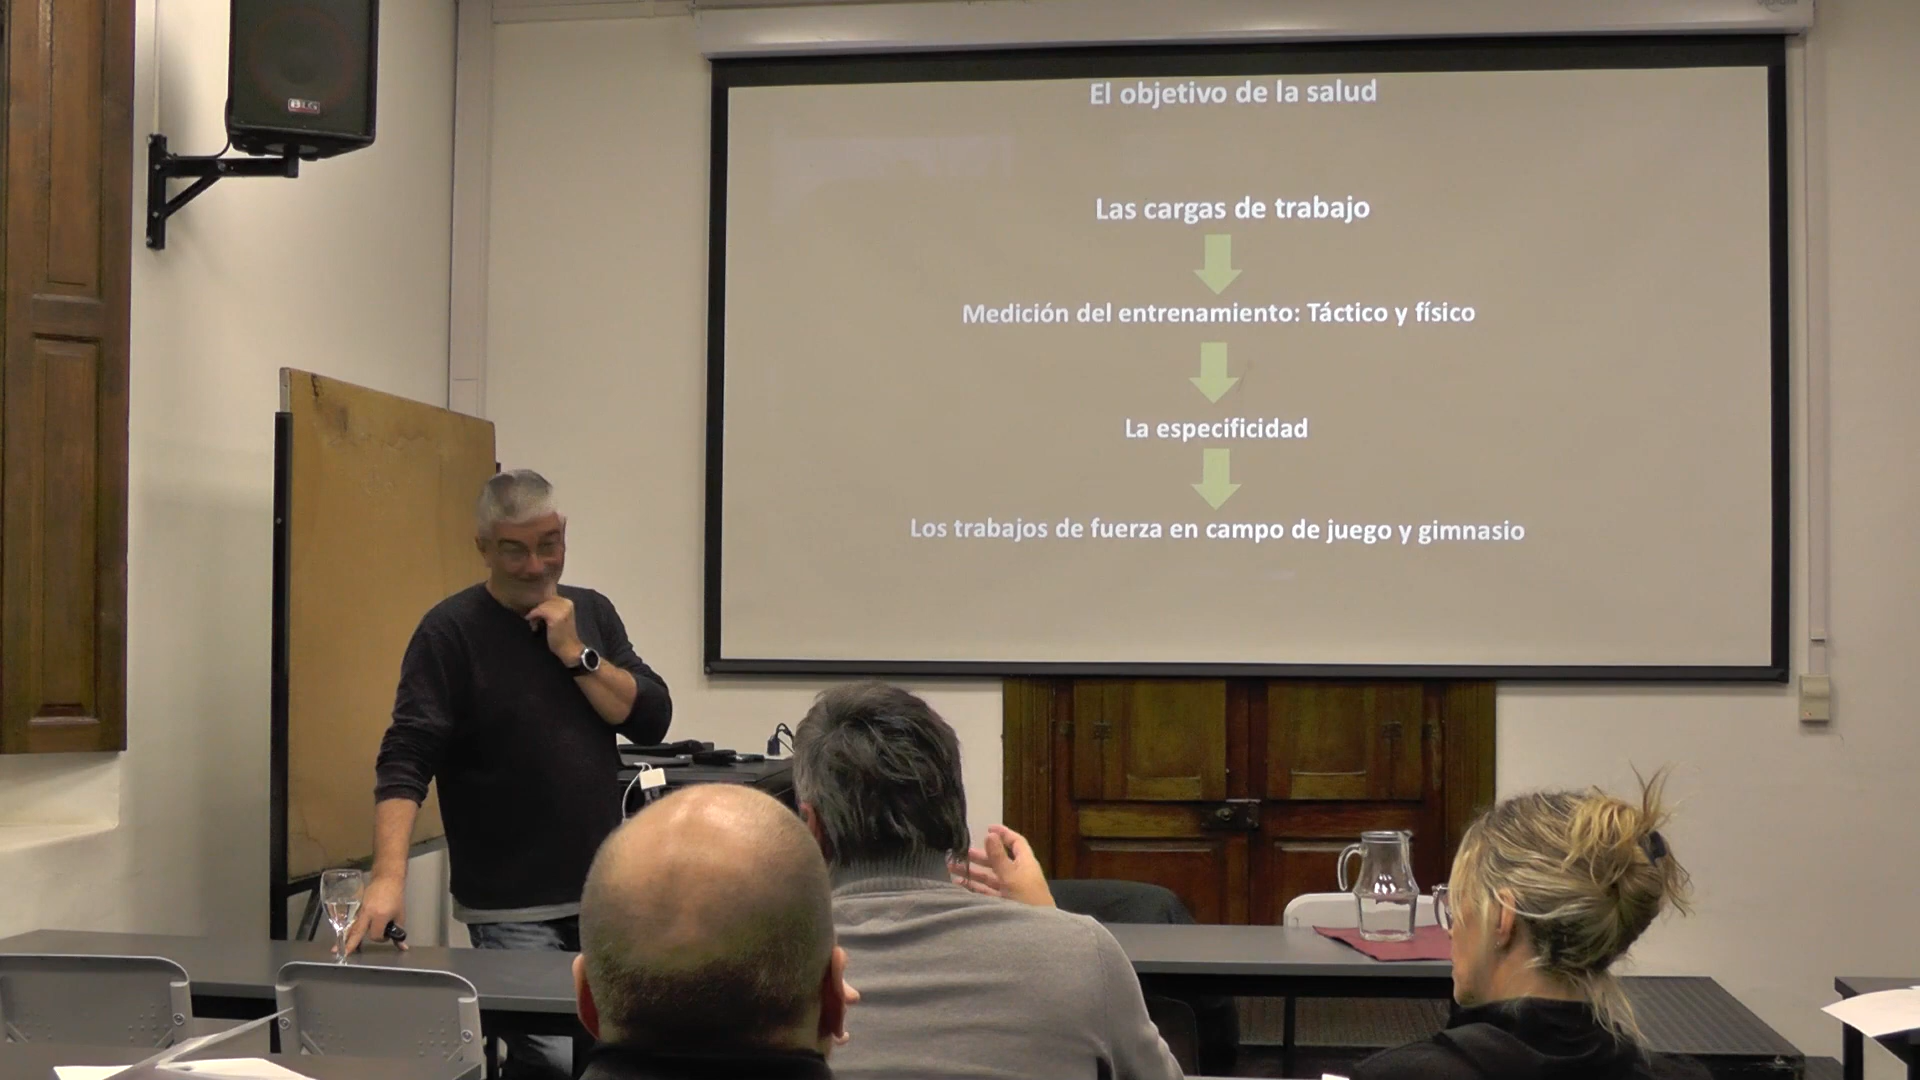 El objetivo de la salud
Las cargas de trabajo
Medición del entrenamiento: Táctico y físico
La especificidad
Los trabajos de fuerza en campo de juego y gimnasio